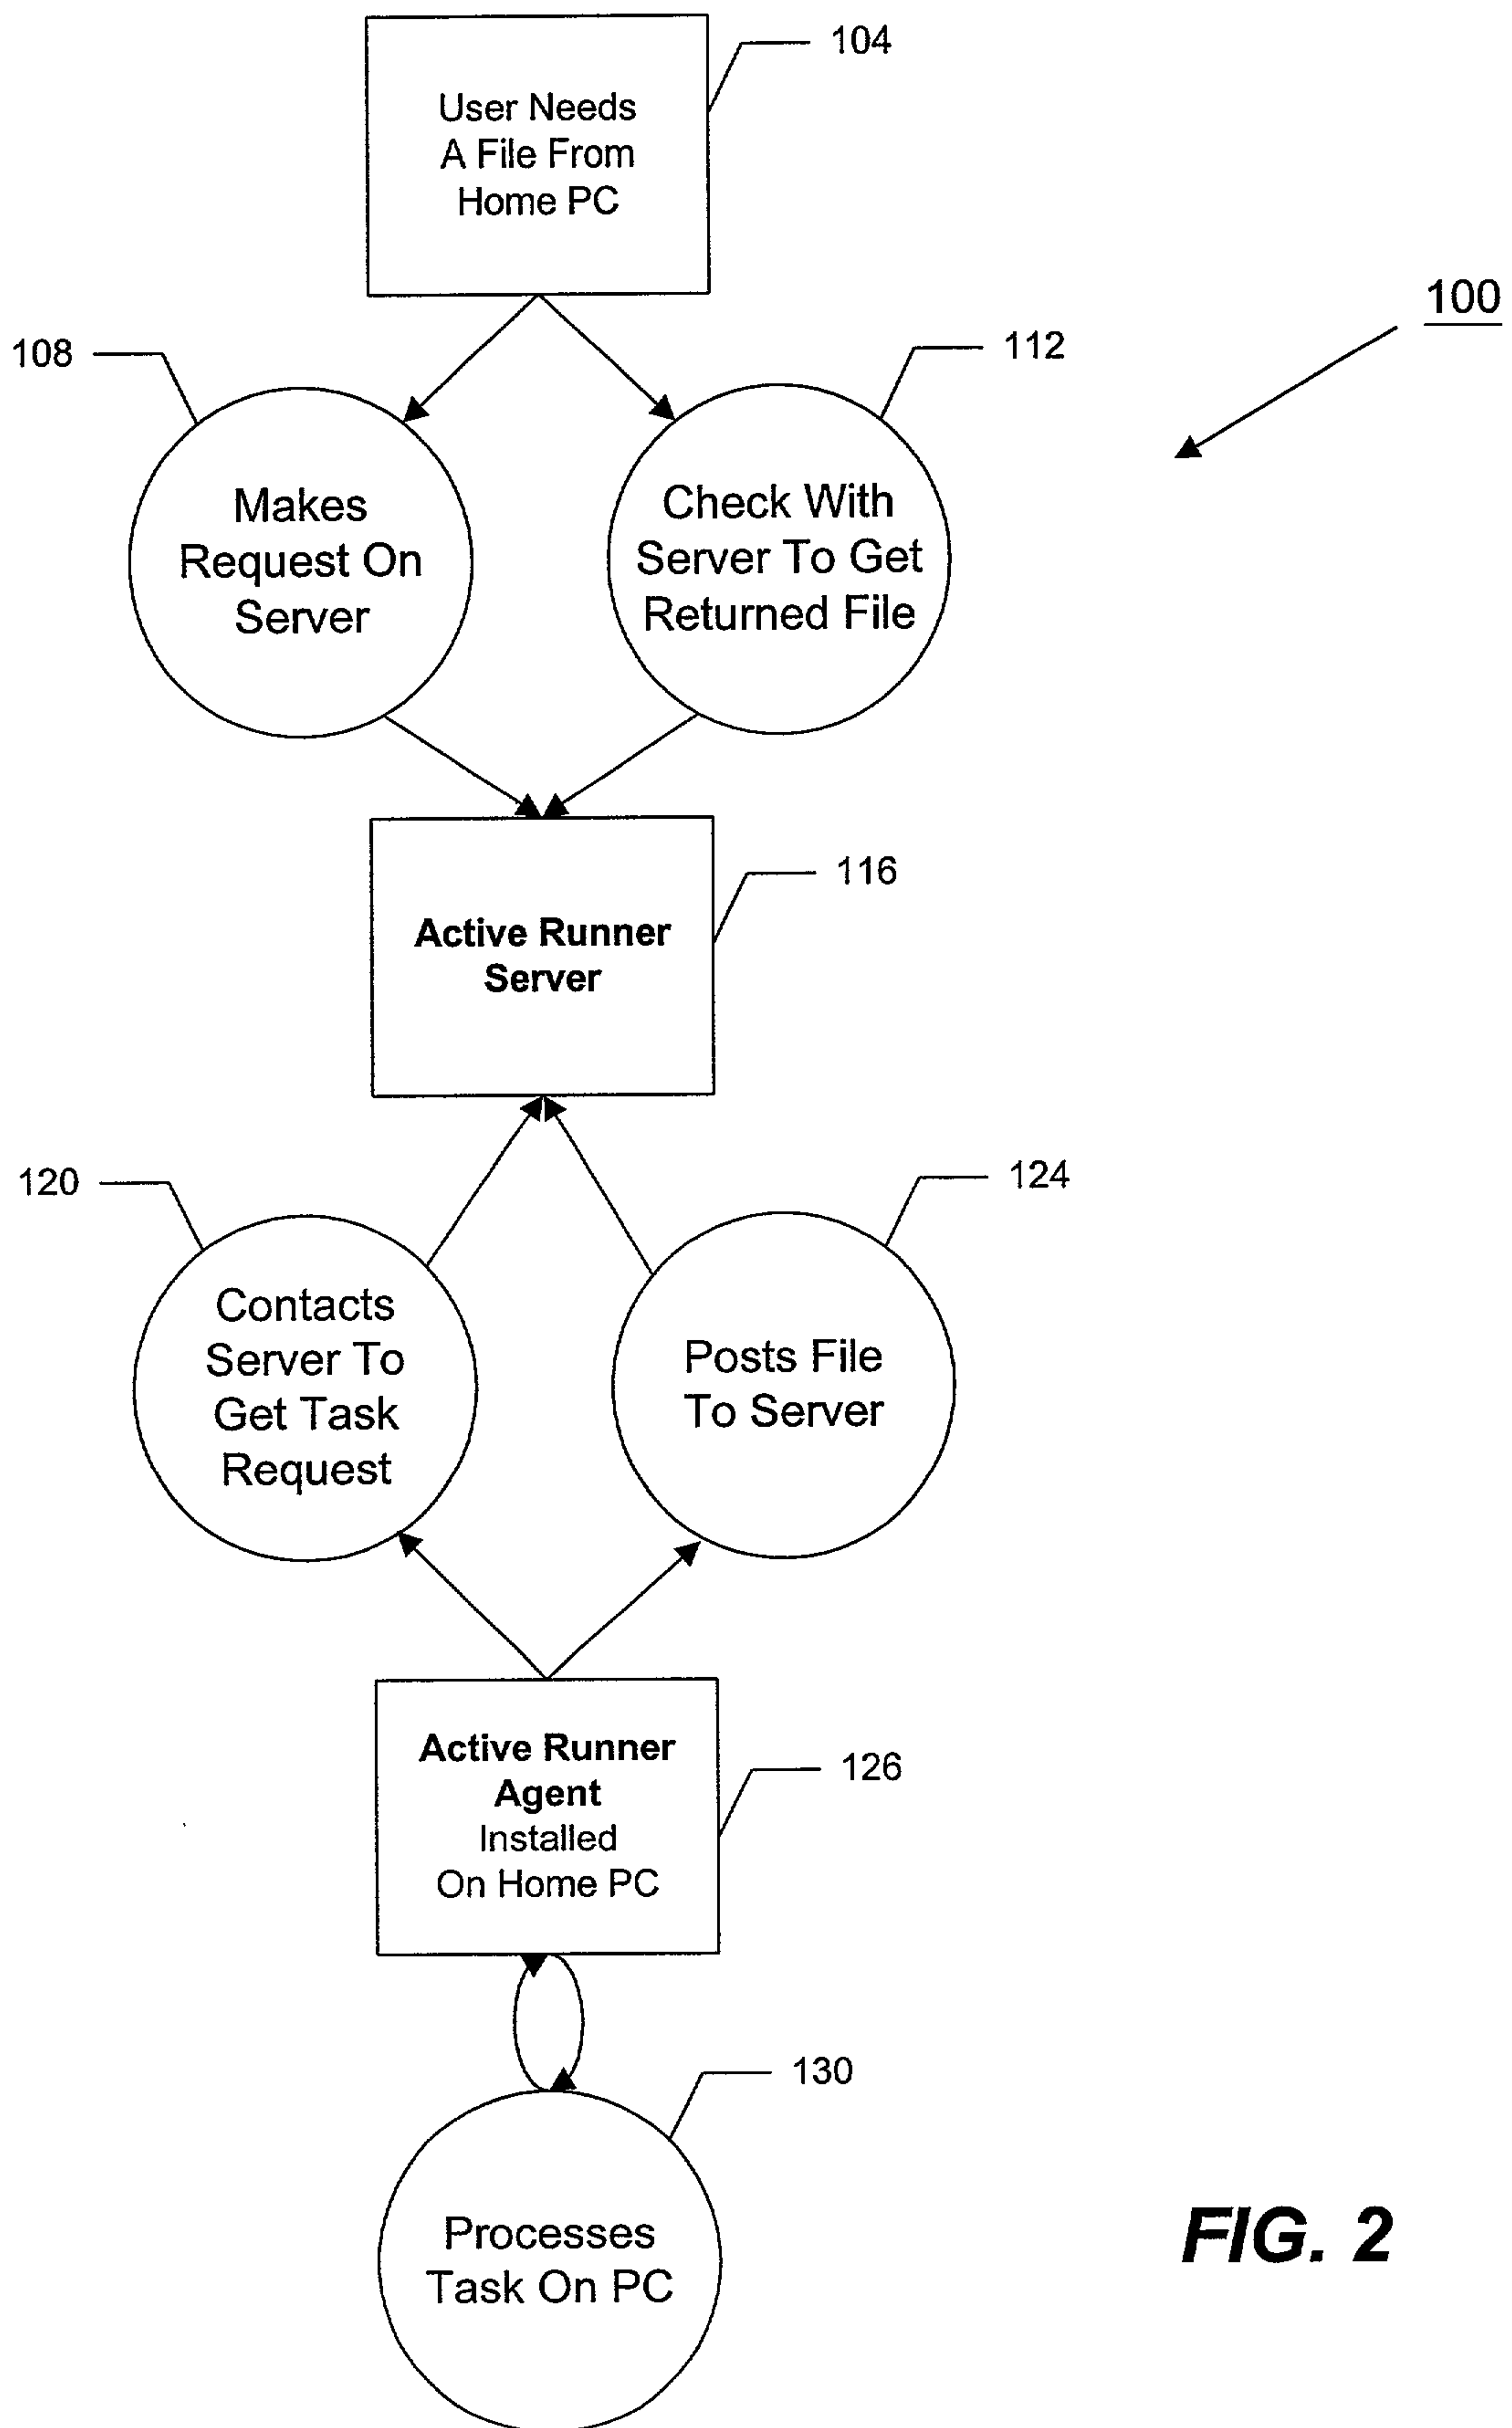 104
User Needs
A File From
Home PC
100
108
112
Makes
Request On
Server
Check With
Server To Get
Returned File
116
Active Runner
Server
120
124
Contacts
Server To
Get Task
Request
Posts File
To Server
126
Active Runner
Agent
Installed
On Home PC
130
Processes
Task On PC
FIG. 2